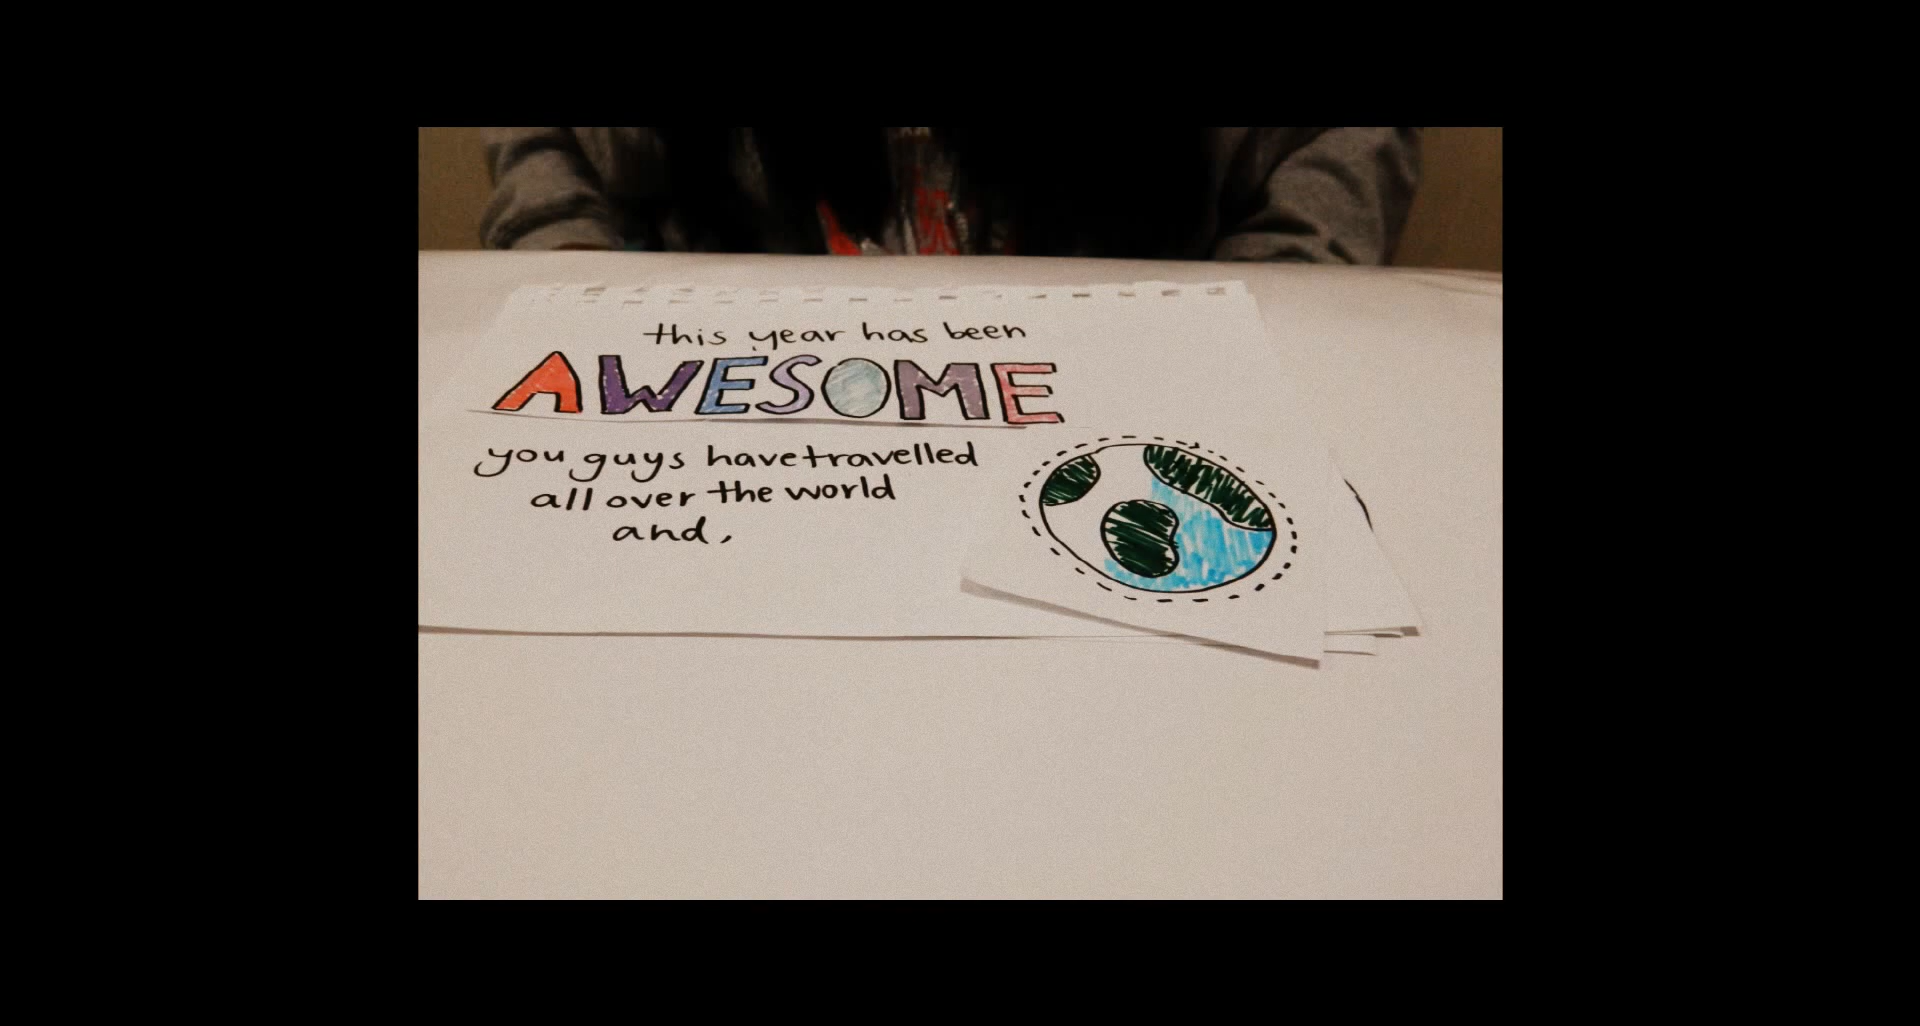 this year has been
AWESOME
you guys have travelled
all over the world
and,